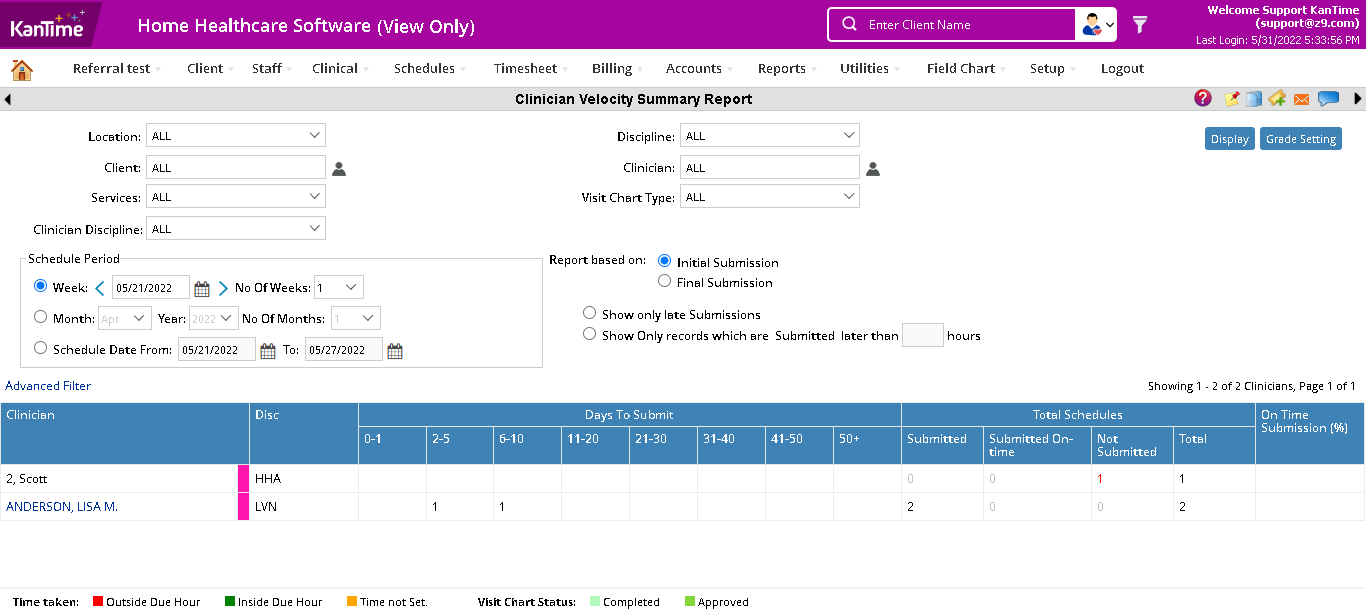 KanTime
Home Healthcare Software (View Only)
Enter Client Name
Welcome Support KanTime
(support@z9.com)
Last Login: 5/31/2022 5:33:56 PM
Referral test Client Staff Clinical Schedules Timesheet Billing Accounts Reports Utilities Field Chart Setup Logout
Clinician Velocity Summary Report
Location: ALL Discipline: ALL Display Grade Setting
Client: ALL Clinician: ALL
Services: ALL Visit Chart Type: ALL
Clinician Discipline: ALL
Schedule Period Report based on: Initial Submission
Final Submission
Week: 05/21/2022 No Of Weeks: 1
Month: Apr Year: 2022 No Of Months: 1 Show only late Submissions
Show Only records which are Submitted later than hours
Schedule Date From: 05/21/2022 To: 05/27/2022
Advanced Filter Showing 1 - 2 of 2 Clinicians, Page 1 of 1
Clinician Disc Days To Submit Total Schedules On Time
Submission (%)
0-1 2-5 6-10 11-20 21-30 31-40 41-50 50+ Submitted Submitted On-
time Not
Submitted Total
2, Scott HHA 0 0 1 1
ANDERSON, LISA M. LVN 1 1 2 0 0 2
Time taken: Outside Due Hour Inside Due Hour Time not Set. Visit Chart Status: Completed Approved